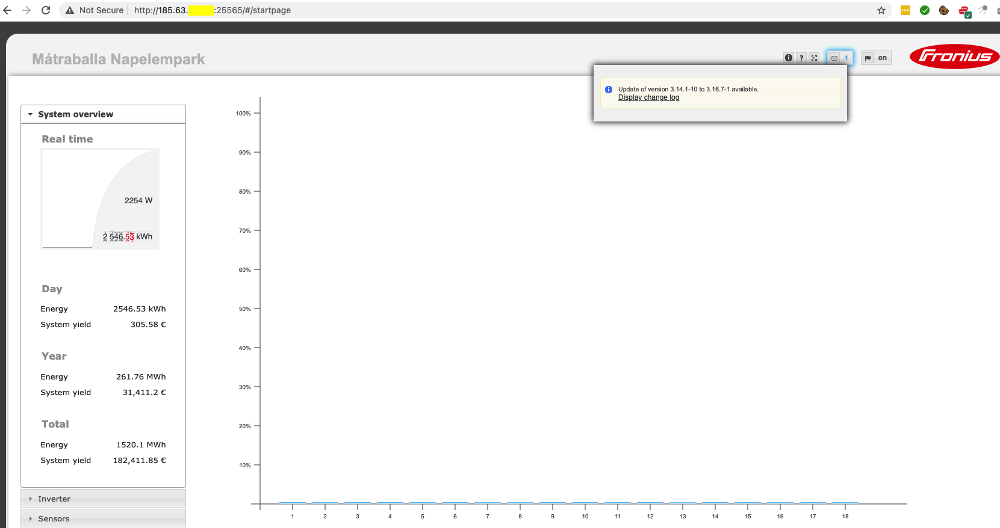 Not Secure | http://185.63. :25565/#/startpage
Mátraballa Napelempark
i ? 1 en
Fronius
Update of version 3.14.1-10 to 3.16.7-1 available.
Display change log
System overview
Real time
2254 W
2 546.53 kWh
Day
Energy 2546.53 kWh
System yield 305.58 €
Year
Energy 261.76 MWh
System yield 31,411.2 €
Total
Energy 1520.1 MWh
System yield 182,411.85 €
Inverter
Sensors
100%
90%
80%
70%
60%
50%
40%
30%
20%
10%
1 2 3 4 5 6 7 8 9 10 11 12 13 14 15 16 17 18